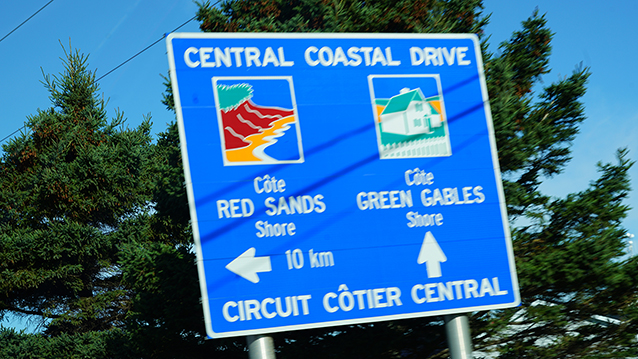 CENTRAL COASTAL DRIVE
Côte
RED SANDS
Shore
10 km
Côte
GREEN GABLES
Shore
CIRCUIT CÔTIER CENTRAL